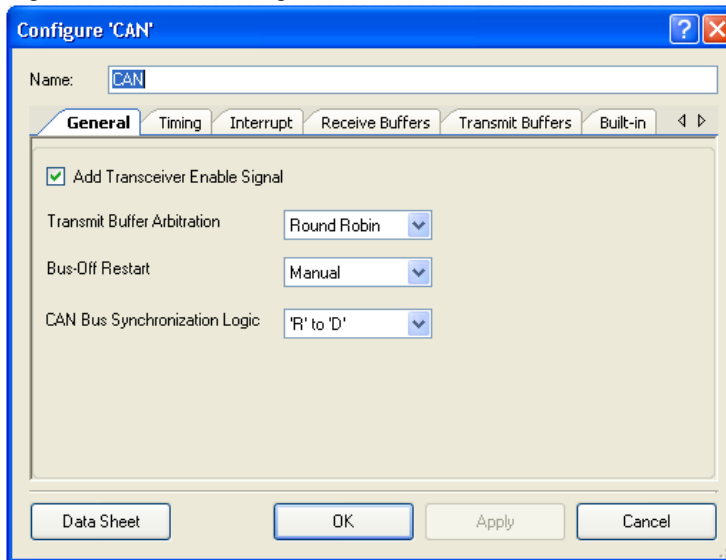 Configure 'CAN'
Name: CAN
General Timing Interrupt Receive Buffers Transmit Buffers Built-in
Add Transceiver Enable Signal
Transmit Buffer Arbitration Round Robin
Bus-Off Restart Manual
CAN Bus Synchronization Logic 'R' to 'D'
Data Sheet OK Apply Cancel